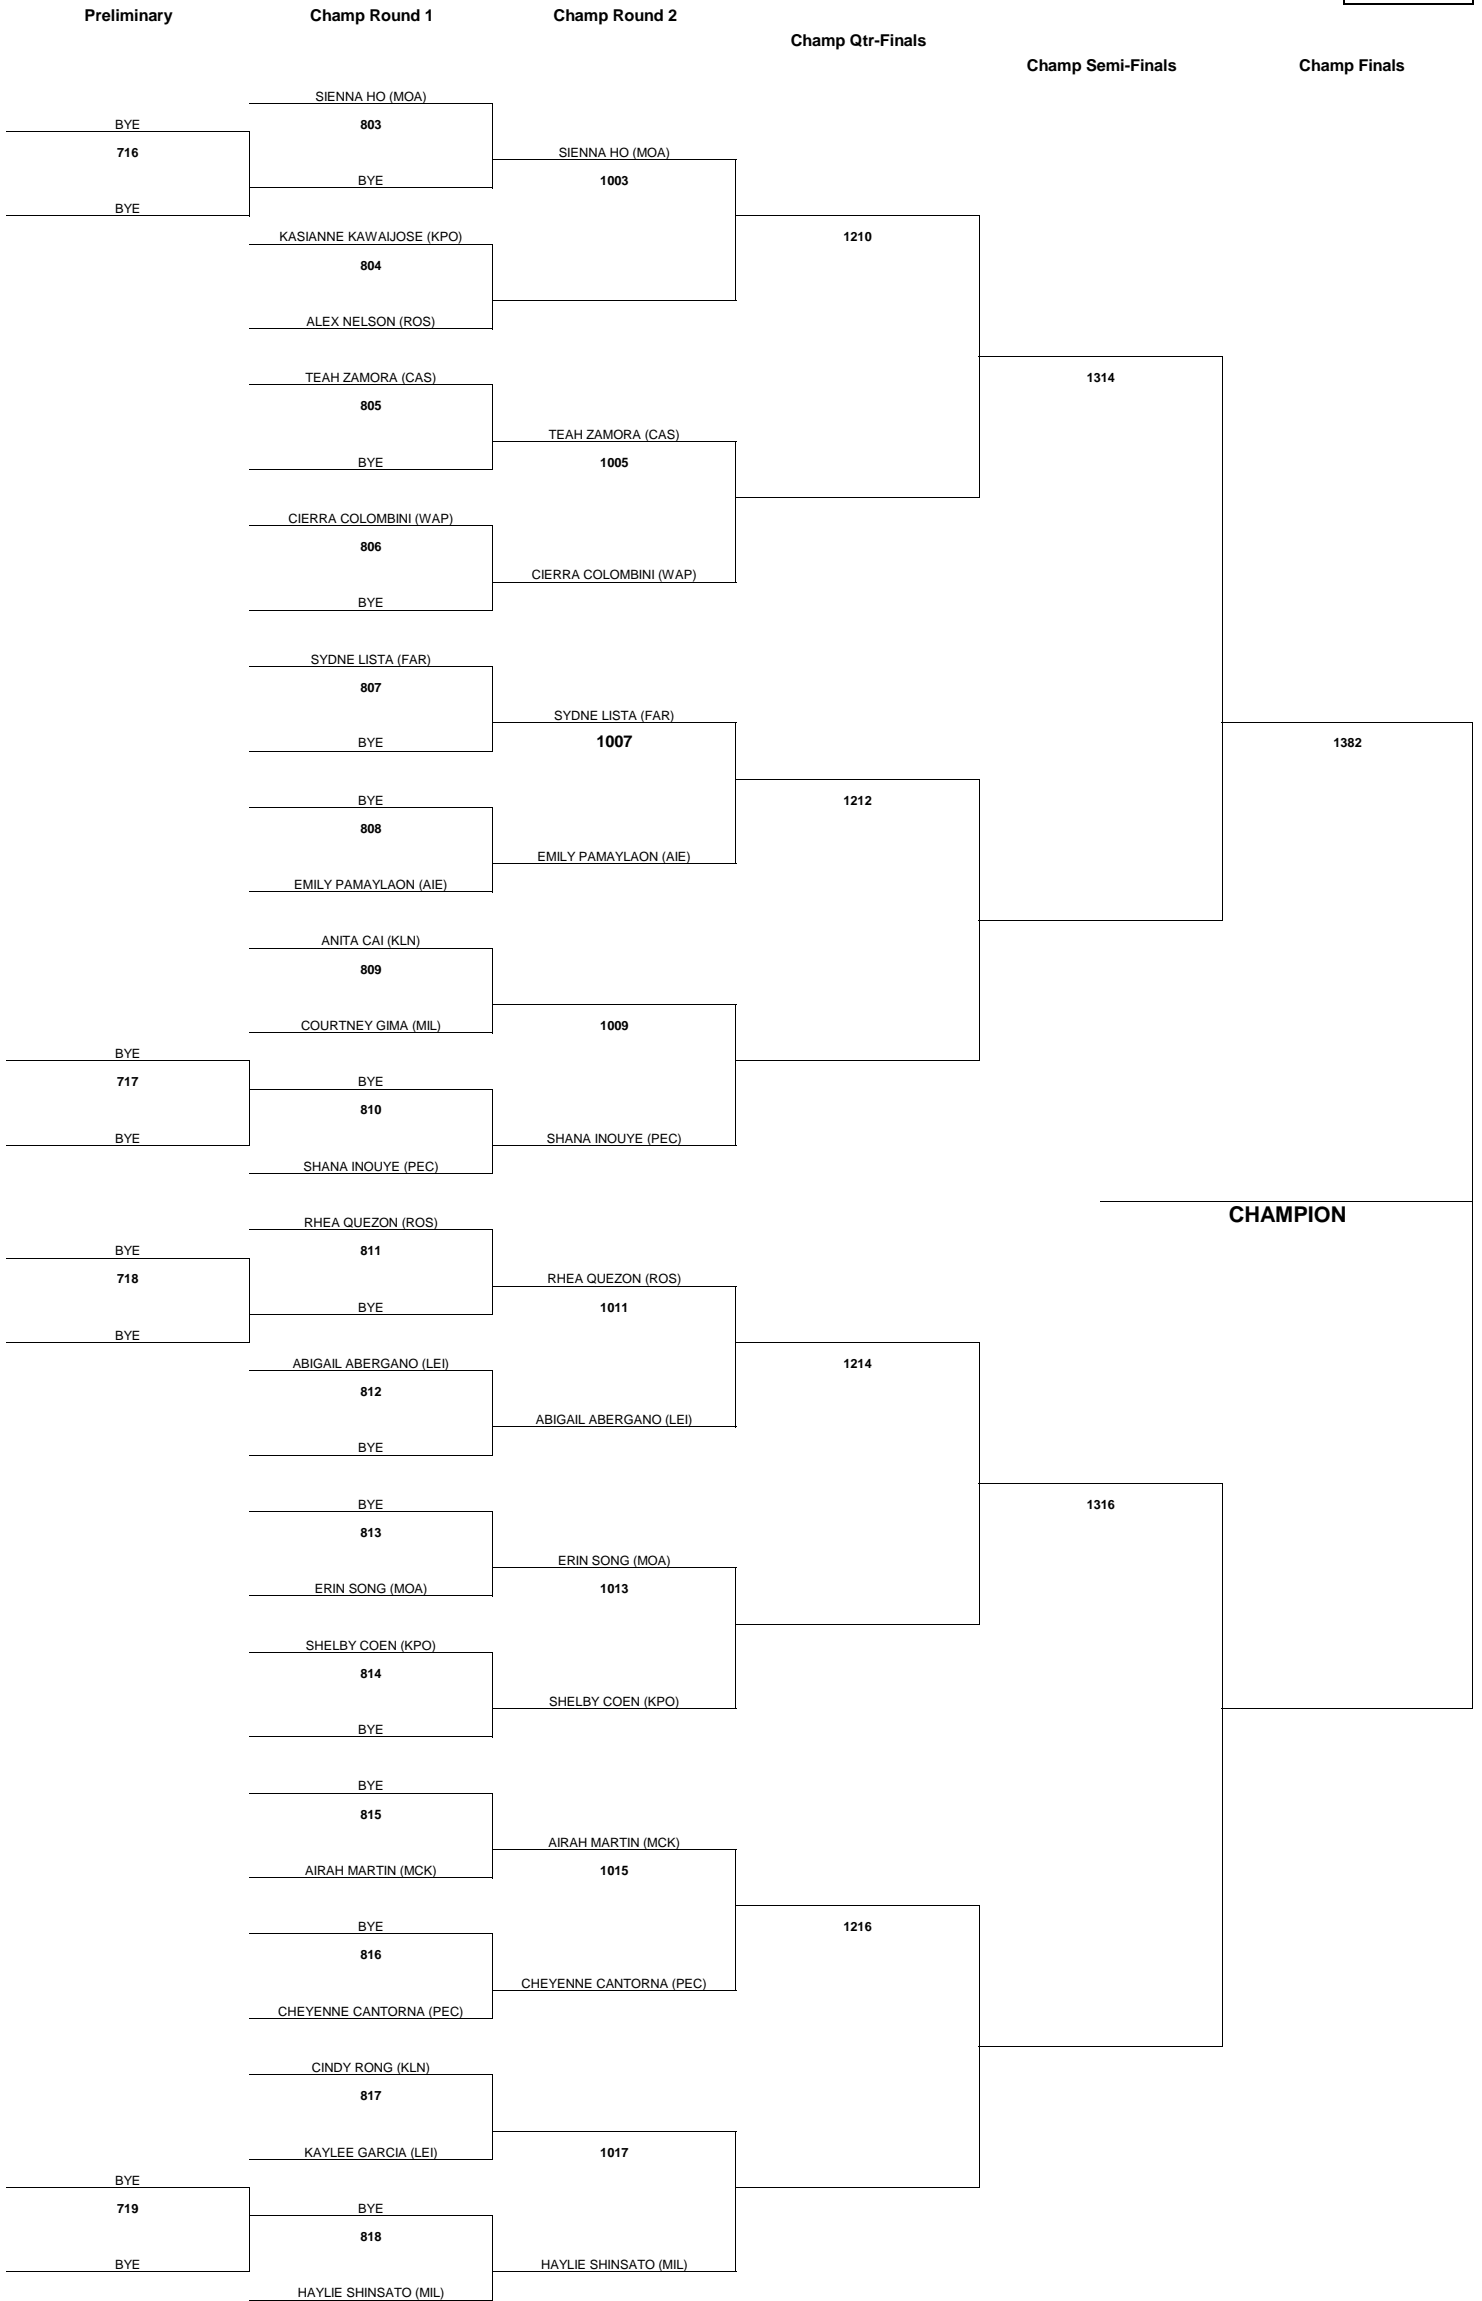 Preliminary
Champ Round 1
Champ Round 2
Champ Qtr-Finals
Champ Semi-Finals
Champ Finals
SIENNA HO (MOA)
BYE
803
716
SIENNA HO (MOA)
BYE
1003
BYE
KASIANNE KAWAIJOSE (KPO)
1210
804
ALEX NELSON (ROS)
TEAH ZAMORA (CAS)
1314
805
TEAH ZAMORA (CAS)
BYE
1005
CIERRA COLOMBINI (WAP)
806
CIERRA COLOMBINI (WAP)
BYE
SYDNE LISTA (FAR)
807
SYDNE LISTA (FAR)
BYE
1007
1382
BYE
1212
808
EMILY PAMAYLAON (AIE)
EMILY PAMAYLAON (AIE)
ANITA CAI (KLN)
809
COURTNEY GIMA (MIL)
1009
BYE
717
BYE
810
BYE
SHANA INOUYE (PEC)
SHANA INOUYE (PEC)
CHAMPION
RHEA QUEZON (ROS)
BYE
811
718
RHEA QUEZON (ROS)
BYE
1011
BYE
ABIGAIL ABERGANO (LEI)
1214
812
ABIGAIL ABERGANO (LEI)
BYE
BYE
1316
813
ERIN SONG (MOA)
ERIN SONG (MOA)
1013
SHELBY COEN (KPO)
814
SHELBY COEN (KPO)
BYE
BYE
815
AIRAH MARTIN (MCK)
AIRAH MARTIN (MCK)
1015
BYE
1216
816
CHEYENNE CANTORNA (PEC)
CHEYENNE CANTORNA (PEC)
CINDY RONG (KLN)
817
KAYLEE GARCIA (LEI)
1017
BYE
719
BYE
818
BYE
HAYLIE SHINSATO (MIL)
HAYLIE SHINSATO (MIL)